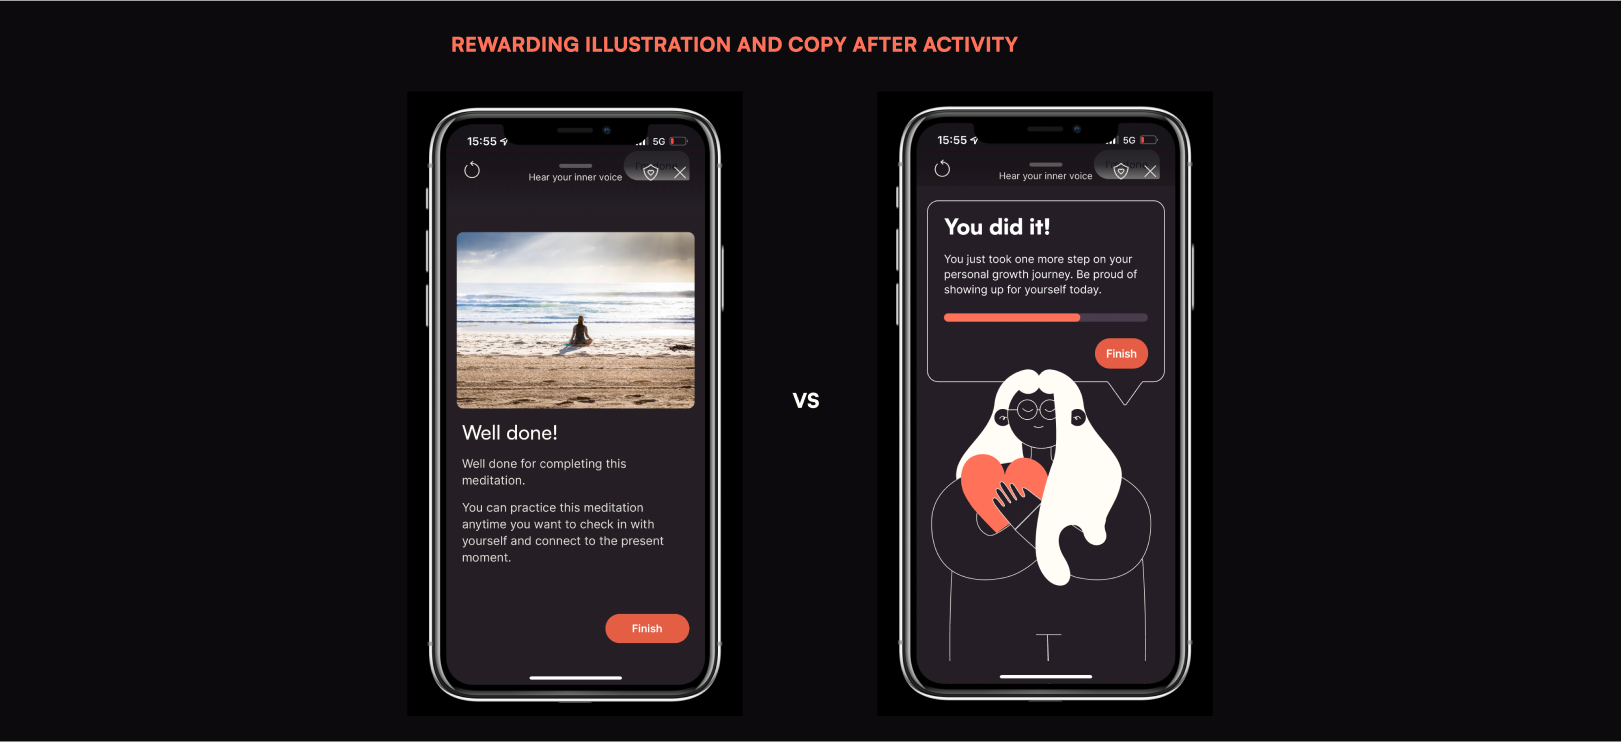 REWARDING ILLUSTRATION AND COPY AFTER ACTIVITY
15:55
5G
Hear your inner voice
Well done!
Well done for completing this
meditation.
You can practice this meditation
anytime you want to check in with
yourself and connect to the present
moment.
Finish
VS
15:55
5G
Hear your inner voice
You did it!
You just took one more step on your
personal growth journey. Be proud of
showing up for yourself today.
Finish